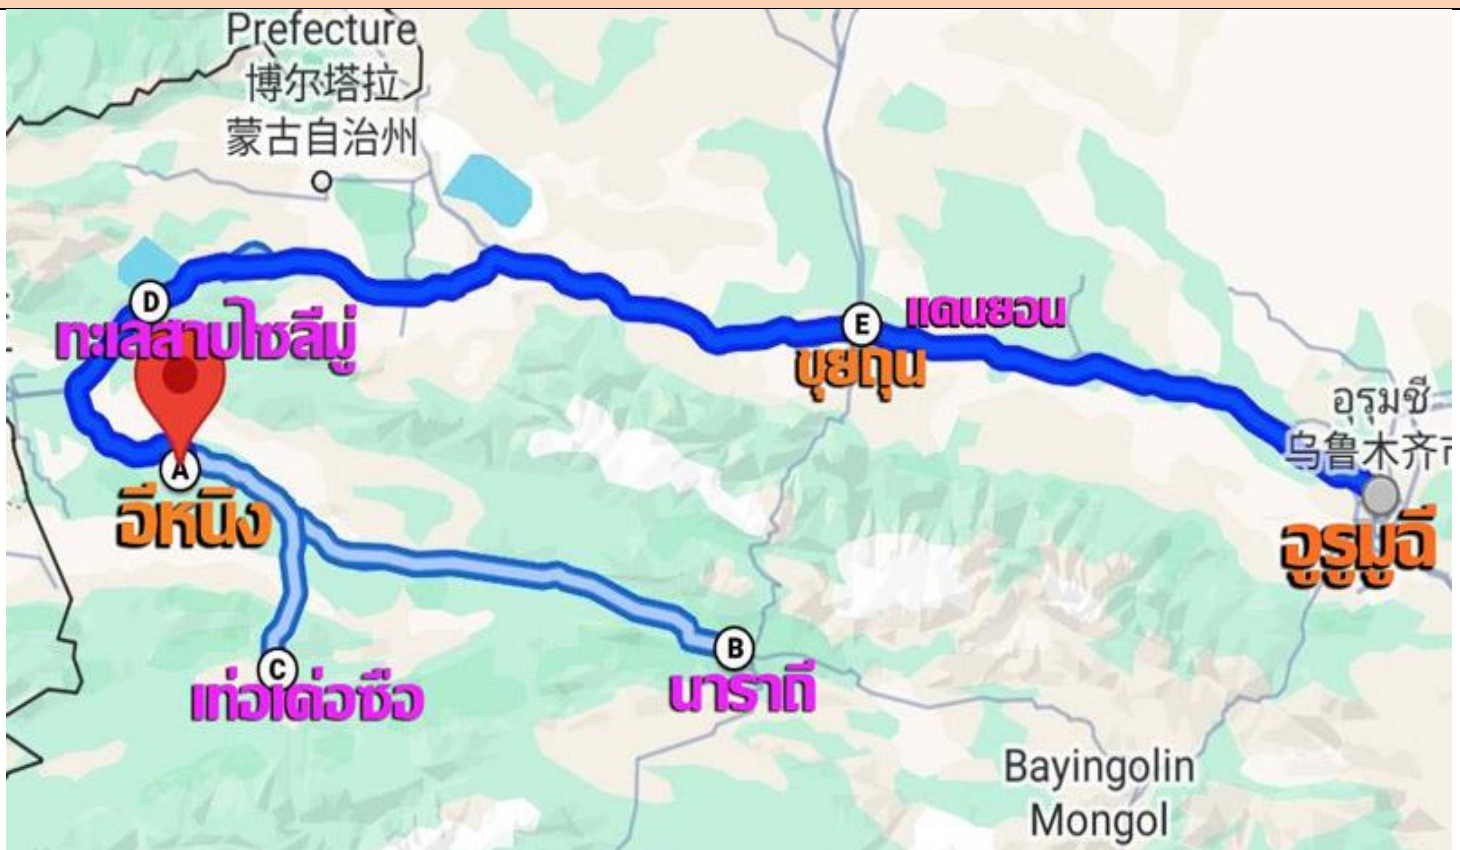 Prefecture
博尔塔拉
蒙古自治州
D
ทะเลสาบไซลีมู่
E
แดนยอน
ขุยถุน
อุรุมชี
乌鲁木齐市
A
อีหนิง
อูรูมูฉี
B
นาราตี
C
เท่อเค่อซือ
Bayingolin
Mongol